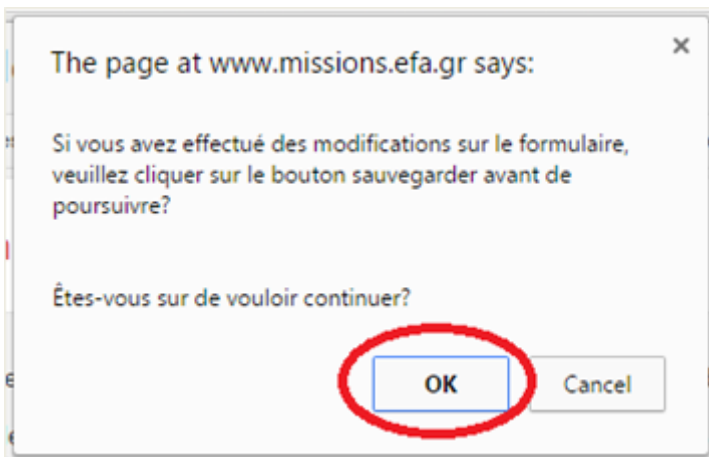 The page at www.missions.efa.gr says:
Si vous avez effectué des modifications sur le formulaire,
veuillez cliquer sur le bouton sauvegarder avant de
poursuivre?
Êtes-vous sur de vouloir continuer?
OK
Cancel